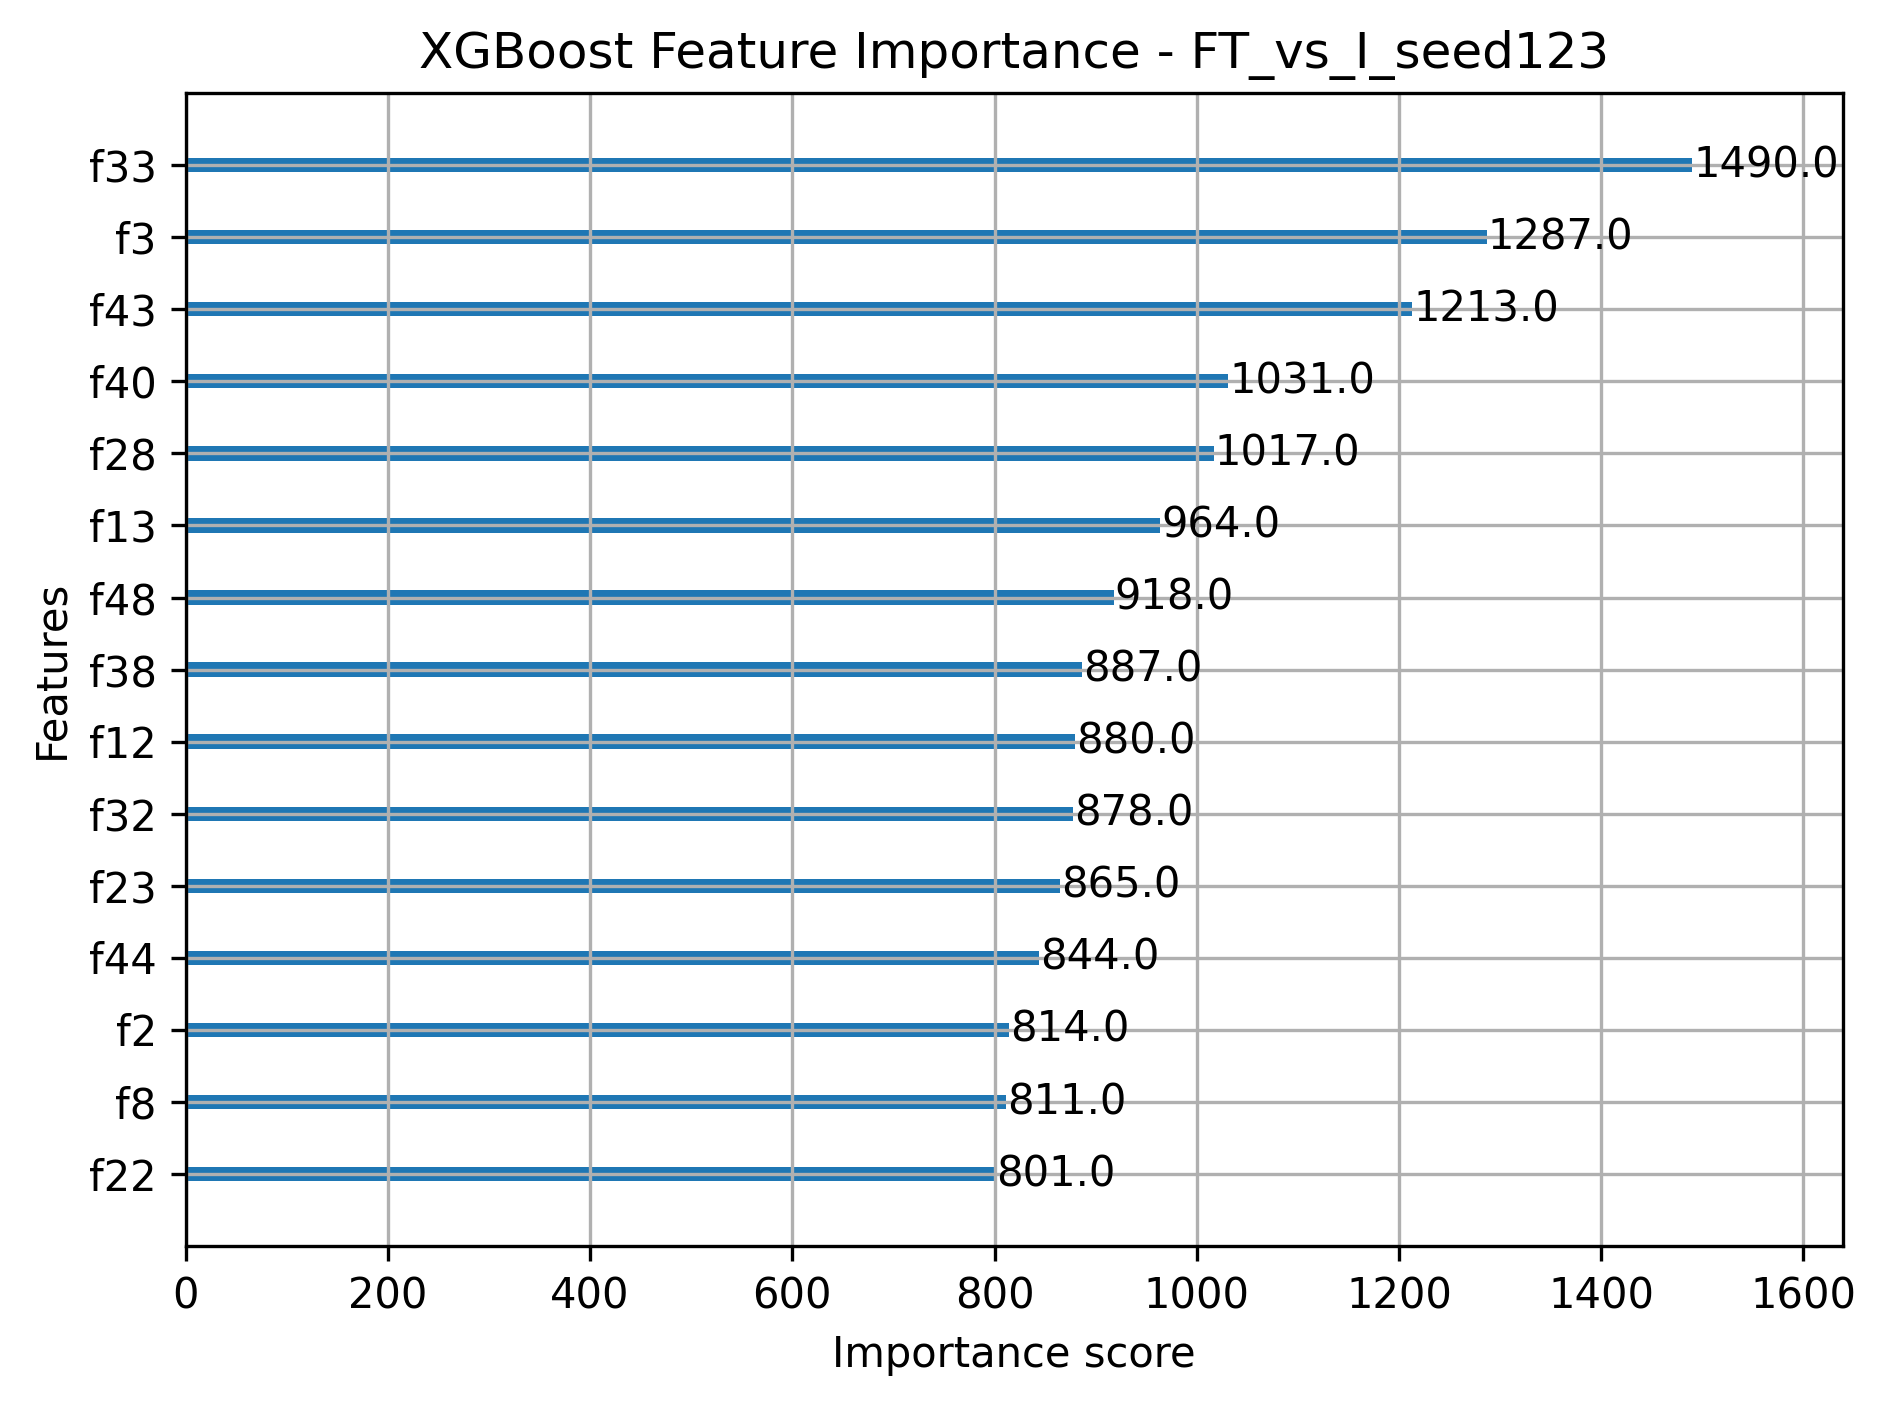 XGBoost Feature Importance - FT_vs_I_seed123
f33 1490.0
f3 1287.0
f43 1213.0
f40 1031.0
f28 1017.0
f13 964.0
f48 918.0
f38 887.0
f12 880.0
f32 878.0
f23 865.0
f44 844.0
f2 814.0
f8 811.0
f22 801.0
Features
0 200 400 600 800 1000 1200 1400 1600
Importance score